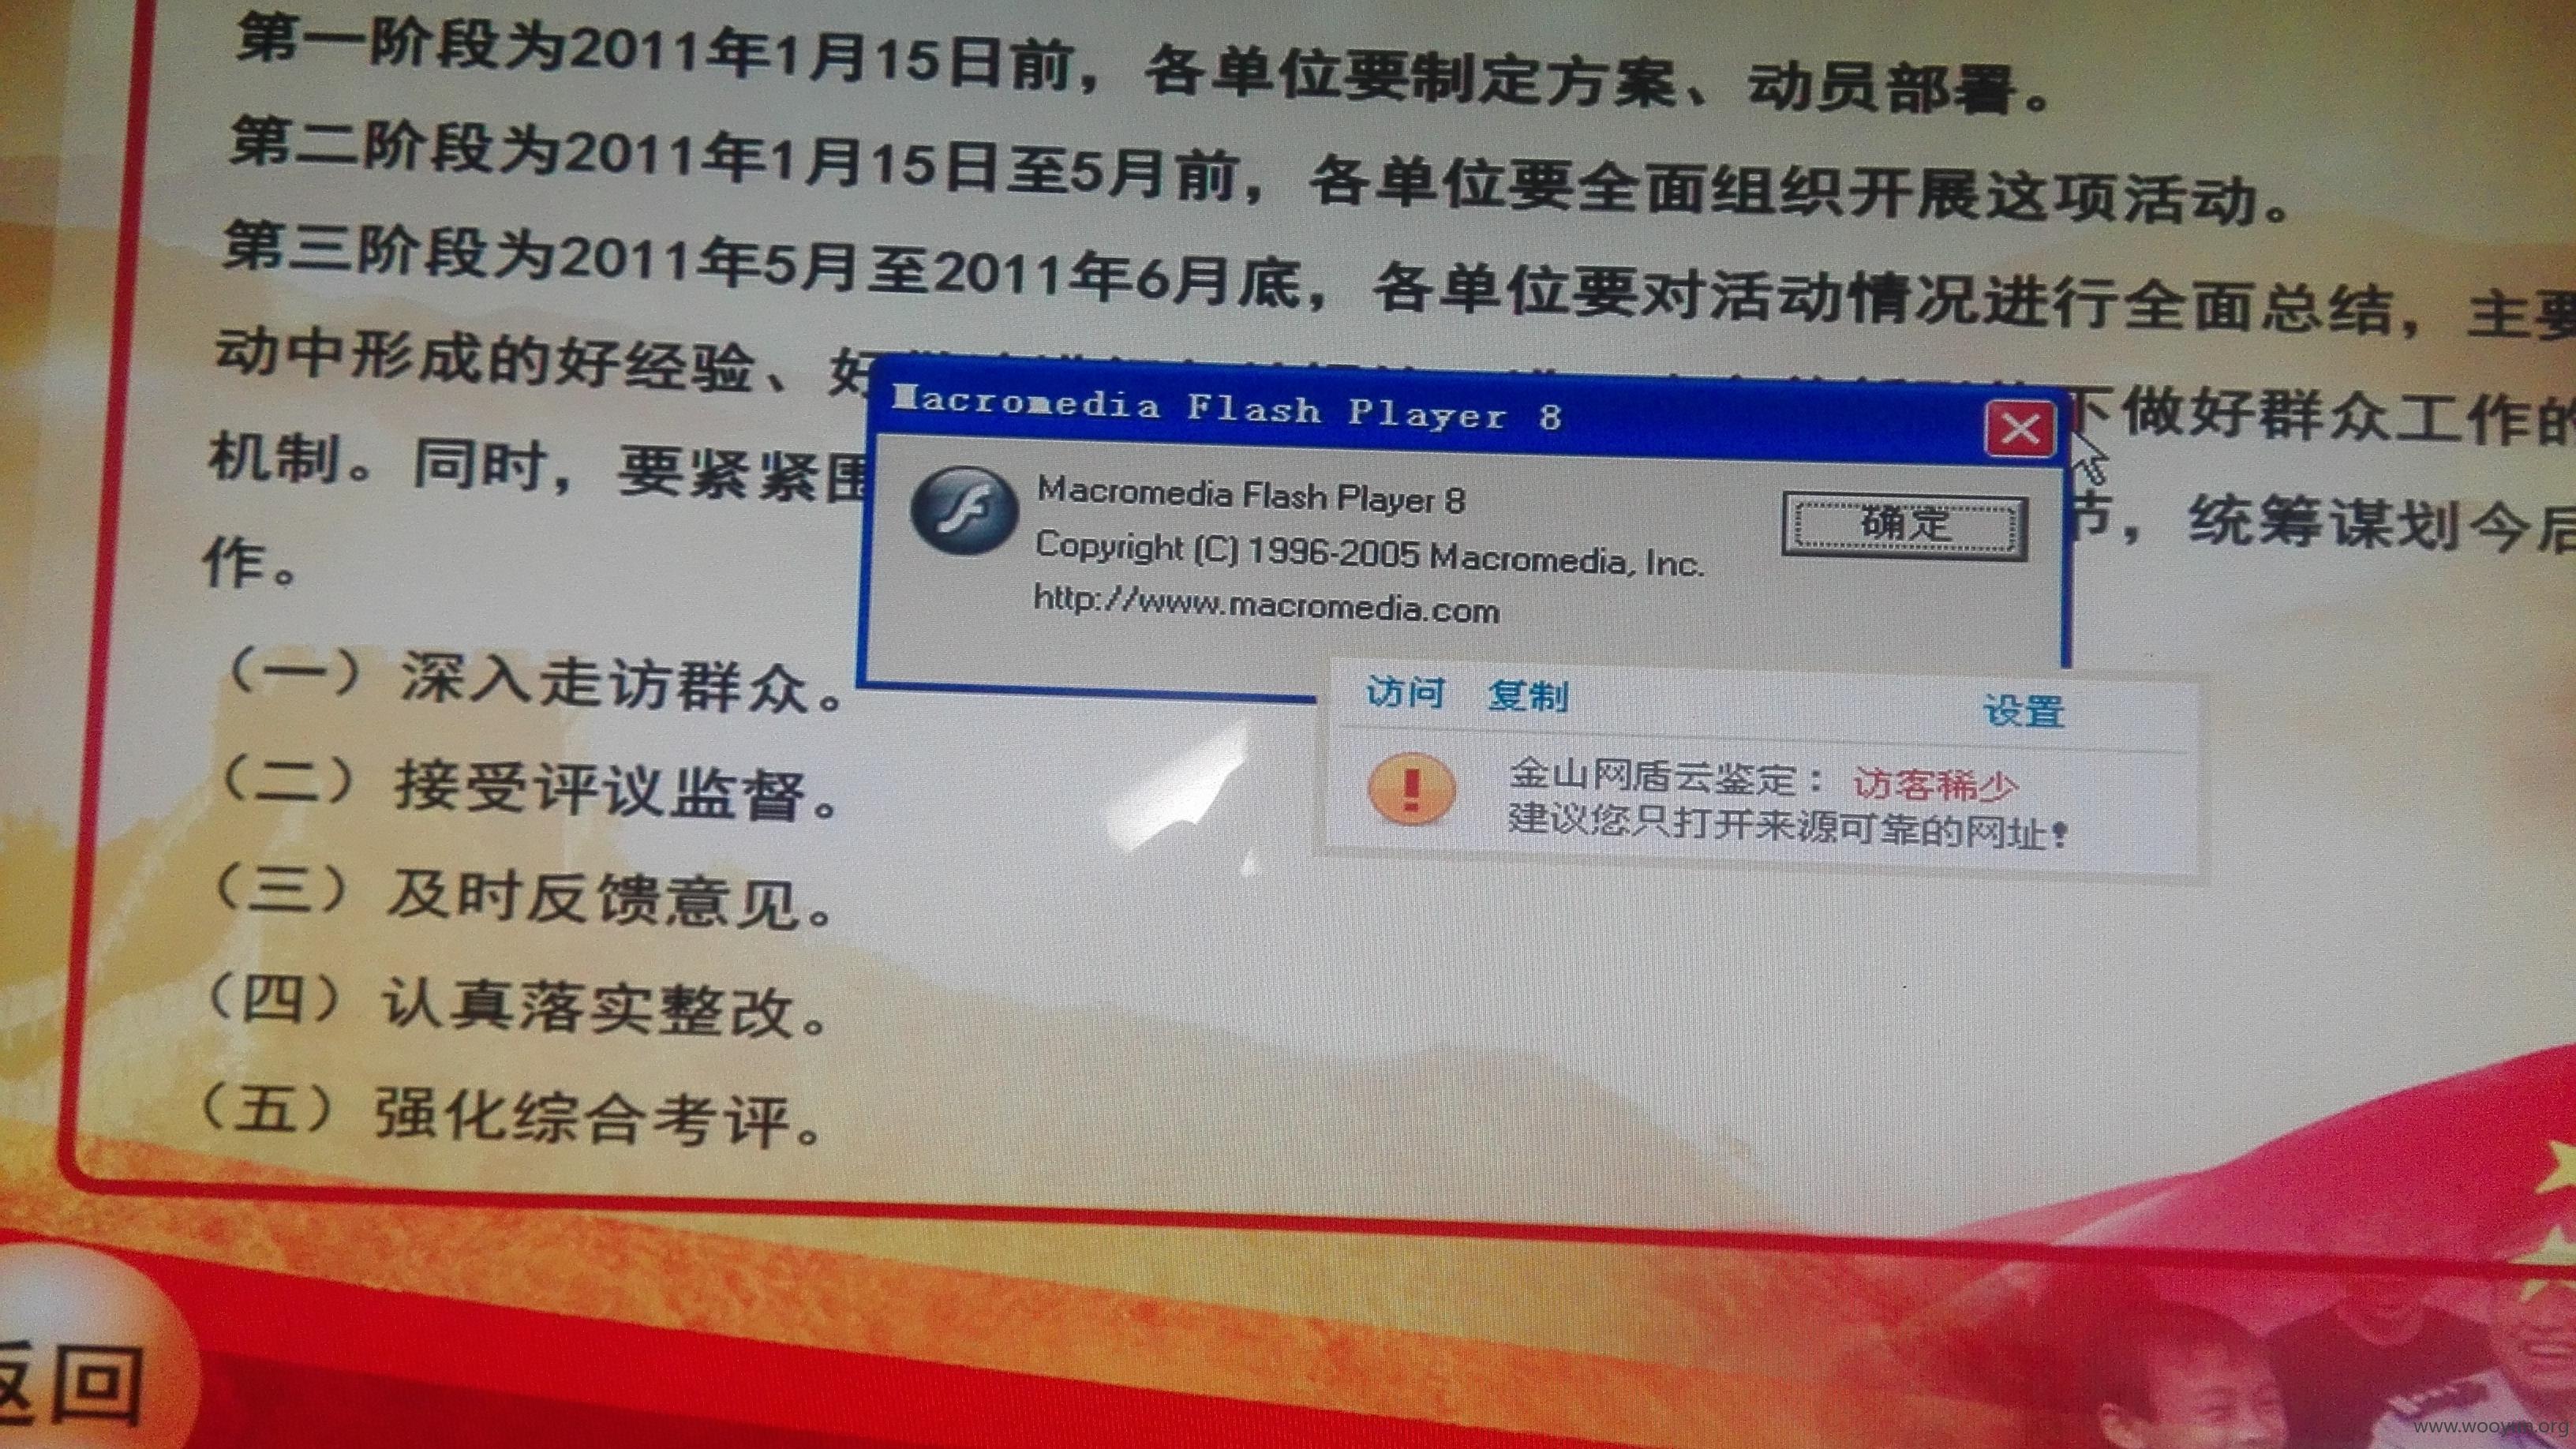 第一阶段为2011年1月15日前，各单位要制定方案、动员部署。
第二阶段为2011年1月15日至5月前，各单位要全面组织开展这项活动。
第三阶段为2011年5月至2011年6月底，各单位要对活动情况进行全面总结，主要
动中形成的好经验、好
下做好群众工作的
机制。同时，要紧紧围
节，统筹谋划今后
作。
（一）深入走访群众。
（二）接受评议监督。
（三）及时反馈意见。
（四）认真落实整改。
（五）强化综合考评。
Macromedia Flash Player 8
Macromedia Flash Player 8
Copyright (C) 1996-2005 Macromedia, Inc.
http://www.macromedia.com
确定
访问 复制 设置
金山网盾云鉴定：访客稀少
建议您只打开来源可靠的网址！
返回
www.wooyun.org